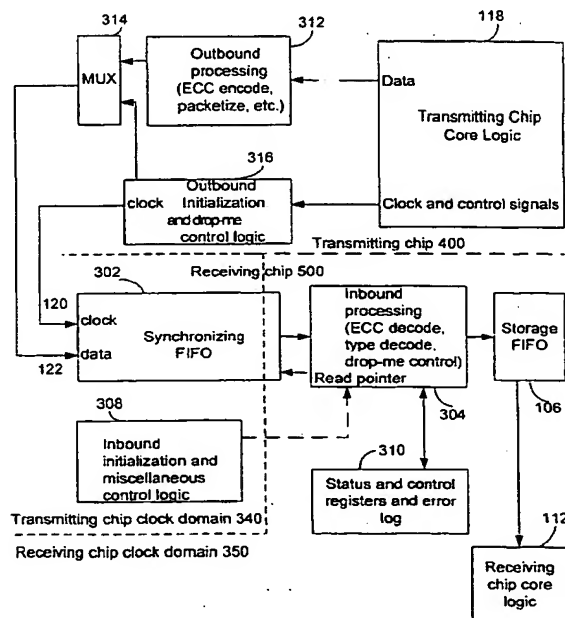 314
312
118
MUX
Outbound
processing
(ECC encode,
packetize, etc.)
Data
Transmitting Chip
Core Logic
316
clock
Outbound
Initialization
and drop-me
control logic
Clock and control signals
Transmitting chip 400
302
Receiving chip 500
120
clock
Synchronizing
FIFO
data
122
Inbound
processing
(ECC decode,
type decode,
drop-me control)
Read pointer
Storage
FIFO
308
304
106
Inbound
initialization and
miscellaneous
control logic
310
Status and control
registers and error
log
Transmitting chip clock domain 340
Receiving chip clock domain 350
112
Receiving
chip core
logic